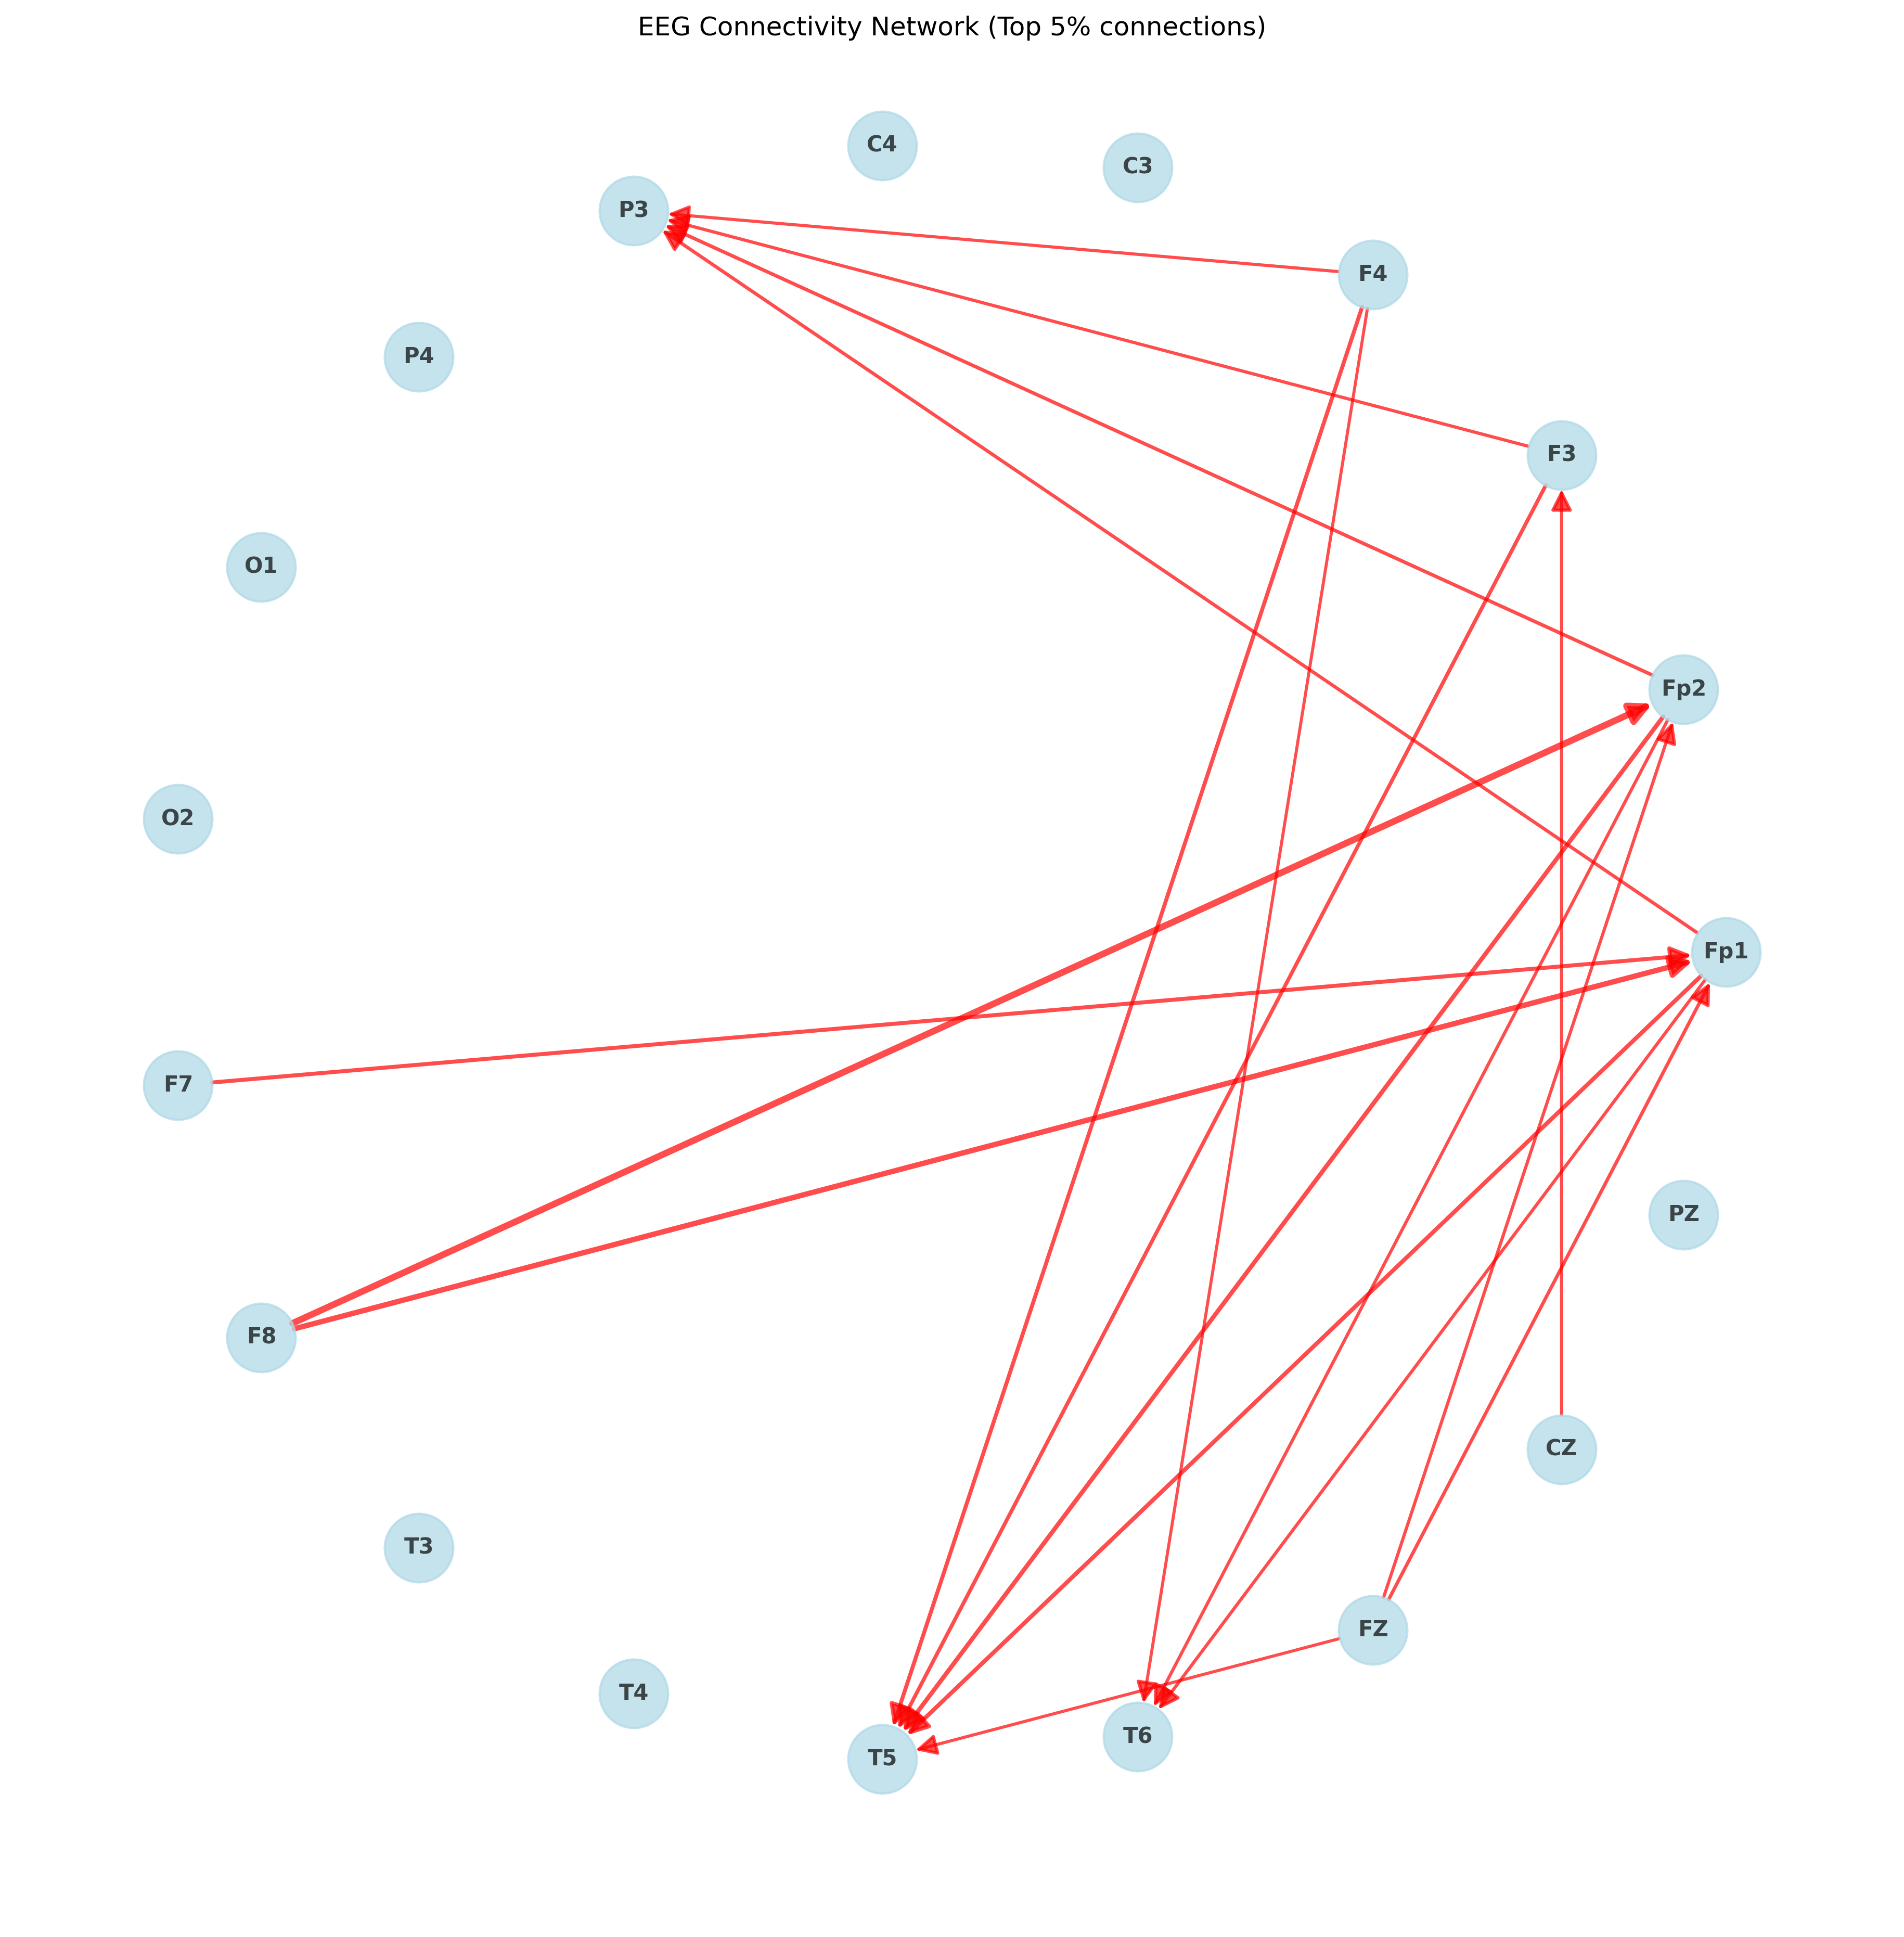 EEG Connectivity Network (Top 5% connections)
C4
C3
P3
F4
P4
F3
O1
Fp2
O2
Fp1
F7
PZ
F8
CZ
T3
FZ
T4
T6
T5